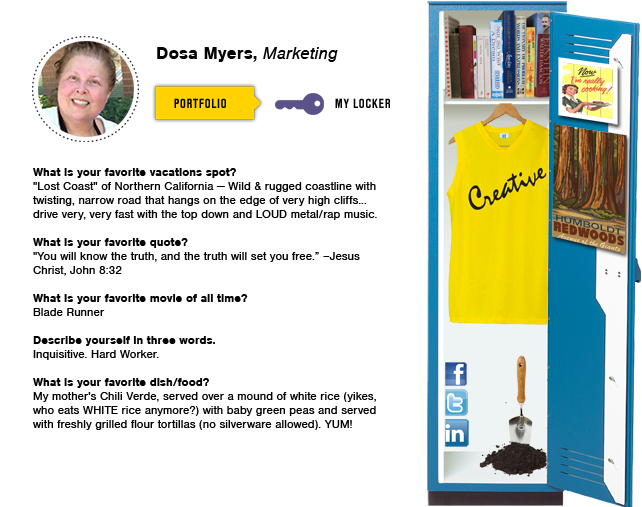 Dosa Myers, Marketing
PORTFOLIO
MY LOCKER
What is your favorite vacations spot?
"Lost Coast" of Northern California — Wild & rugged coastline with
twisting, narrow road that hangs on the edge of very high cliffs...
drive very, very fast with the top down and LOUD metal/rap music.
What is your favorite quote?
"You will know the truth, and the truth will set you free.” –Jesus
Christ, John 8:32
What is your favorite movie of all time?
Blade Runner
Describe yourself in three words.
Inquisitive. Hard Worker.
What is your favorite dish/food?
My mother's Chili Verde, served over a mound of white rice (yikes,
who eats WHITE rice anymore?) with baby green peas and served
with freshly grilled flour tortillas (no silverware allowed). YUM!
Creative
Now
I'm really
cooking!
HUMBOLDT
REDWOODS
Avenue of the Giants
f
t
in